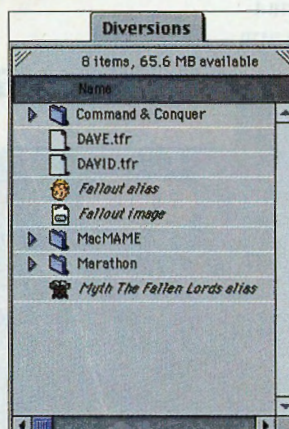 Diversions
8 items, 65.6 MB available
Name
Command & Conquer
DAVE.tfr
DAVID.tfr
Fallout alias
Fallout image
MacMAME
Marathon
Myth The Fallen Lords alias